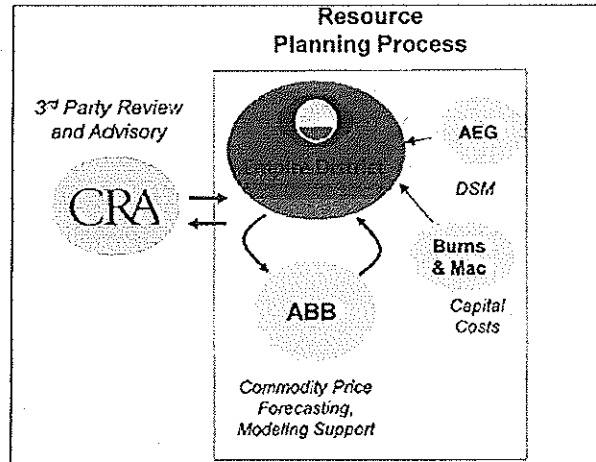 Resource
Planning Process
3rd Party Review
and Advisory
CRA
AEG
DSM
Burns
& Mac
Capital
Costs
ABB
Commodity Price
Forecasting,
Modeling Support